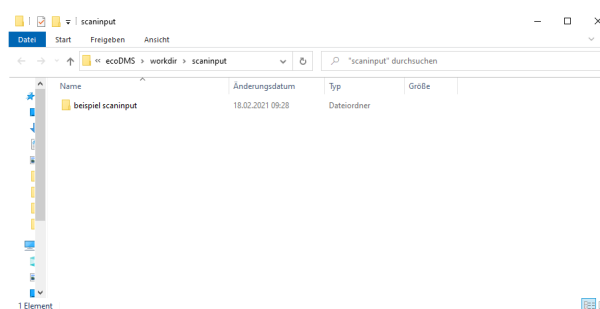 scaninput
Datei Start Freigeben Ansicht
« ecoDMS › workdir › scaninput "scaninput" durchsuchen
Name Änderungsdatum Typ Größe
beispiel scaninput 18.02.2021 09:28 Dateiordner
1 Element